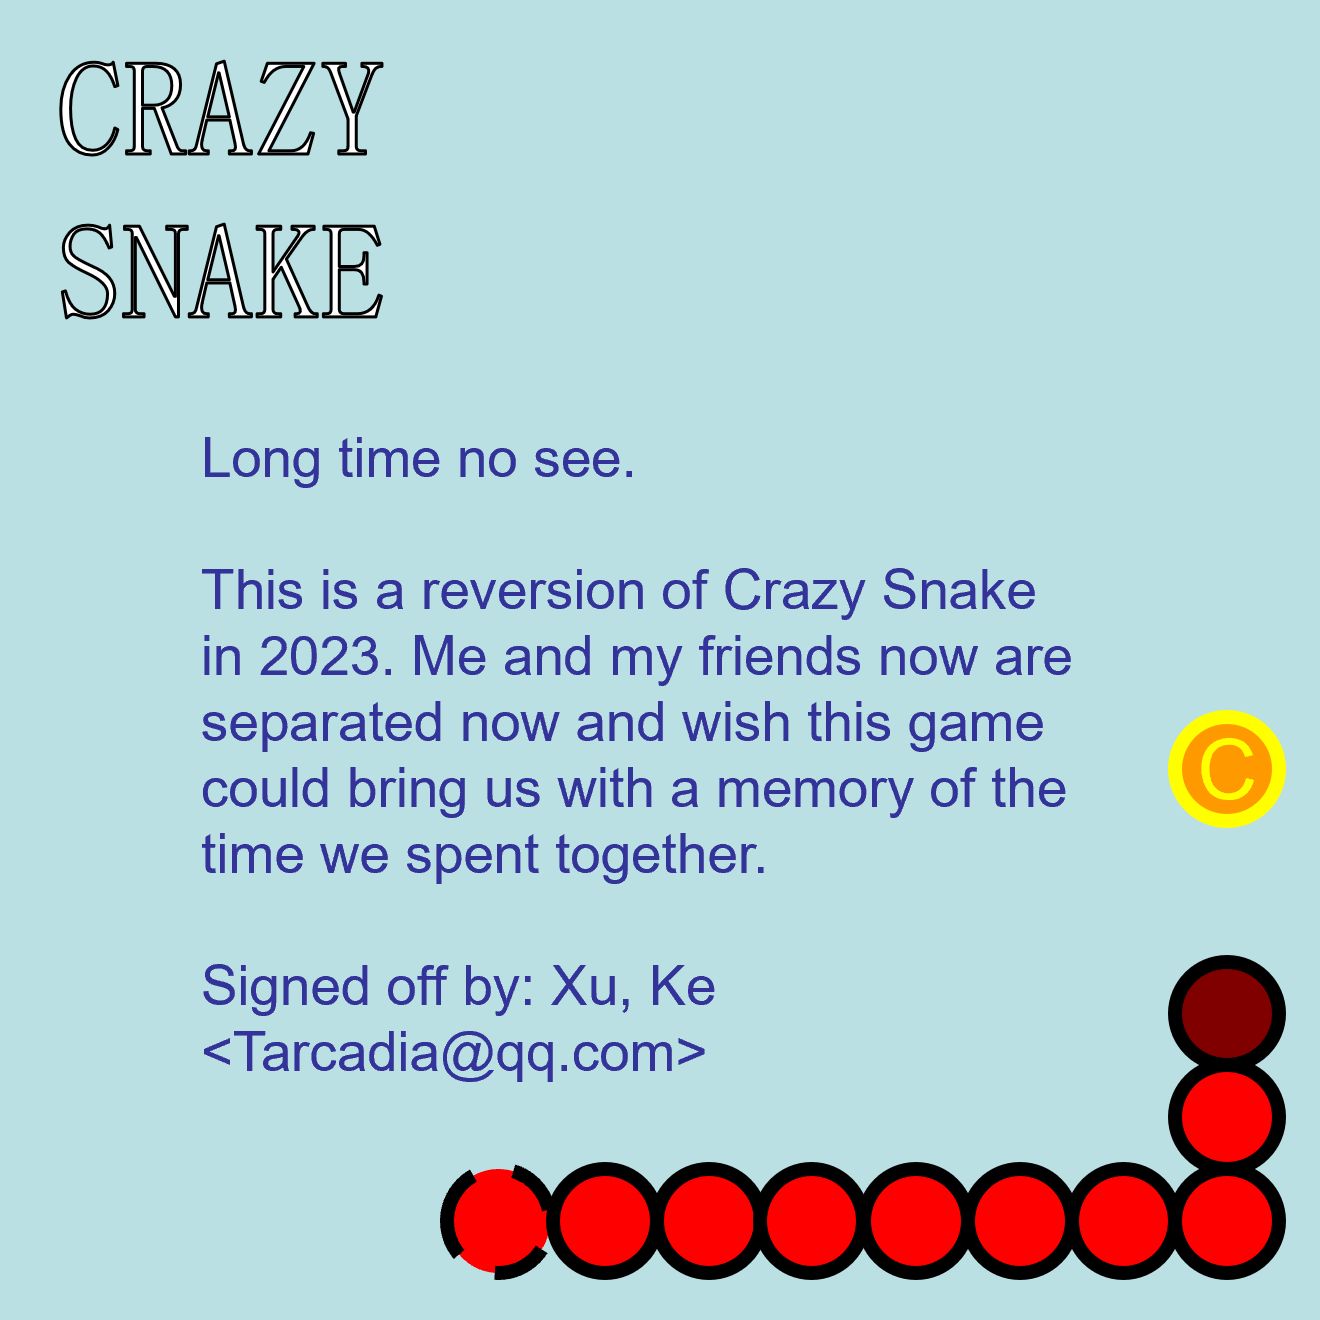 CRAZY
SNAKE
Long time no see.
This is a reversion of Crazy Snake
in 2023. Me and my friends now are
separated now and wish this game
could bring us with a memory of the
C
time we spent together.
Signed off by: Xu, Ke
<Tarcadia@qq.com>